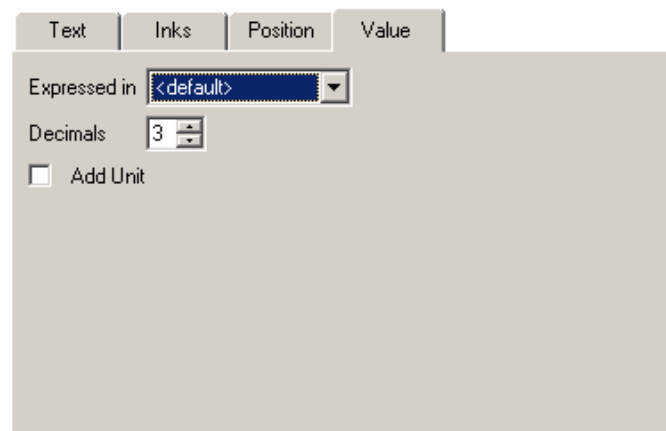 Text Inks Position Value
Expressed in <default>
Decimals 3
Add Unit